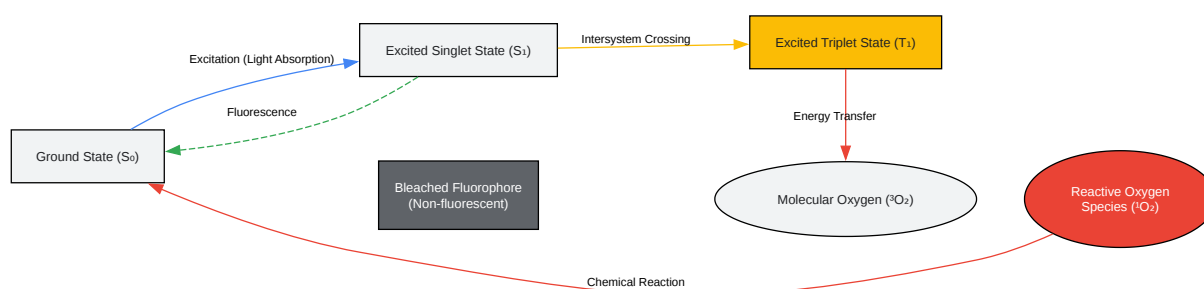 Excited Singlet State (S₁)
Intersystem Crossing
Excited Triplet State (T₁)
Excitation (Light Absorption)
Fluorescence
Energy Transfer
Ground State (S₀)
Bleached Fluorophore
(Non-fluorescent)
Molecular Oxygen (³O₂)
Reactive Oxygen
Species (¹O₂)
Chemical Reaction